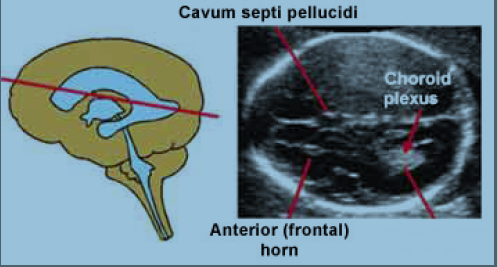 Cavum septi pellucidi
Choroid
plexus
Anterior (frontal)
horn